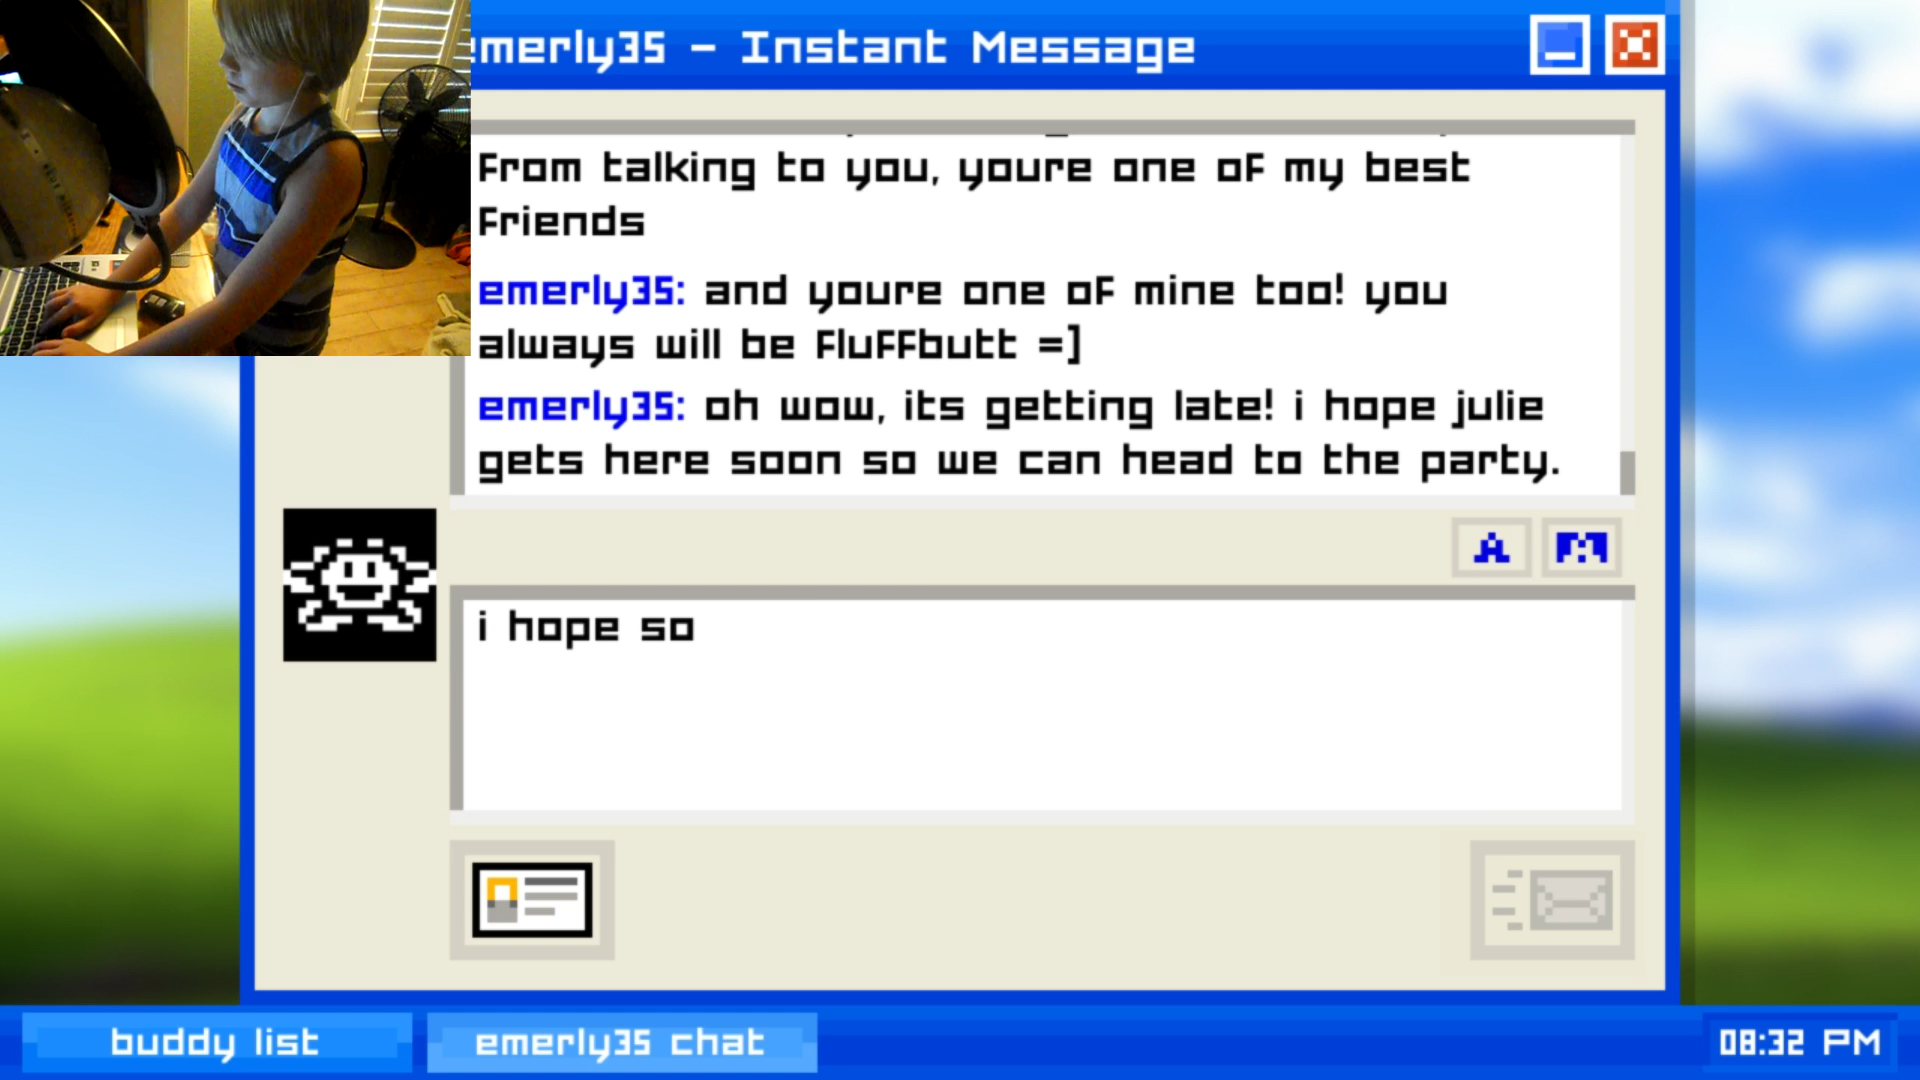 emerly35 - Instant Message
From talking to you, youre one of my best
Friends
emerly35: and youre one of mine too! you
always will be Fluffbutt =]
emerly35: oh wow, its getting late! i hope julie
gets here soon so we can head to the party.
A
i hope so
buddy list
emerly35 chat
08:32 PM